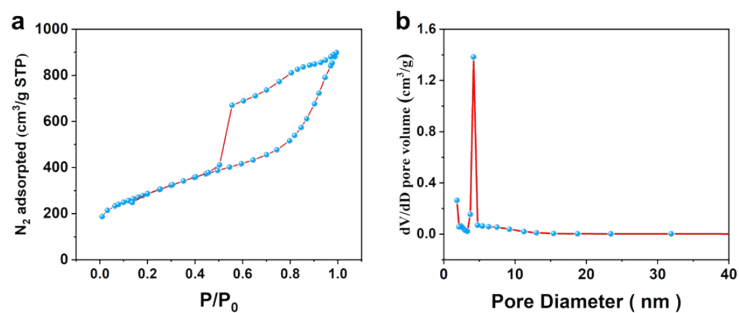 a
1000
800
600
400
200
0
N₂ adsorpted (cm³/g STP)
0.0 0.2 0.4 0.6 0.8 1.0
P/P₀
b
1.6
1.2
0.8
0.4
0.0
dV/dD pore volume (cm³/g)
0 10 20 30 40
Pore Diameter ( nm )